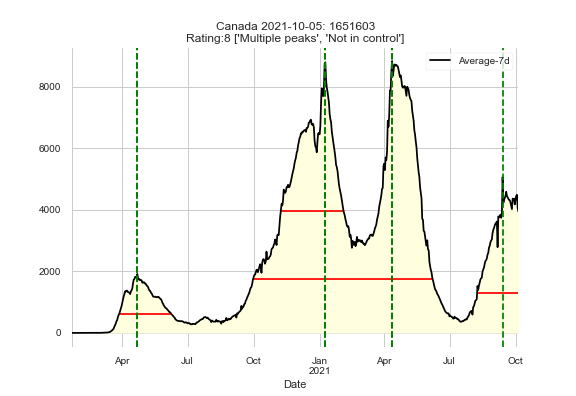 Canada 2021-10-05: 1651603
Rating:8 ['Multiple peaks', 'Not in control']
Average-7d
8000
6000
4000
2000
0
Apr Jul Oct Jan Apr Jul Oct
2021
Date